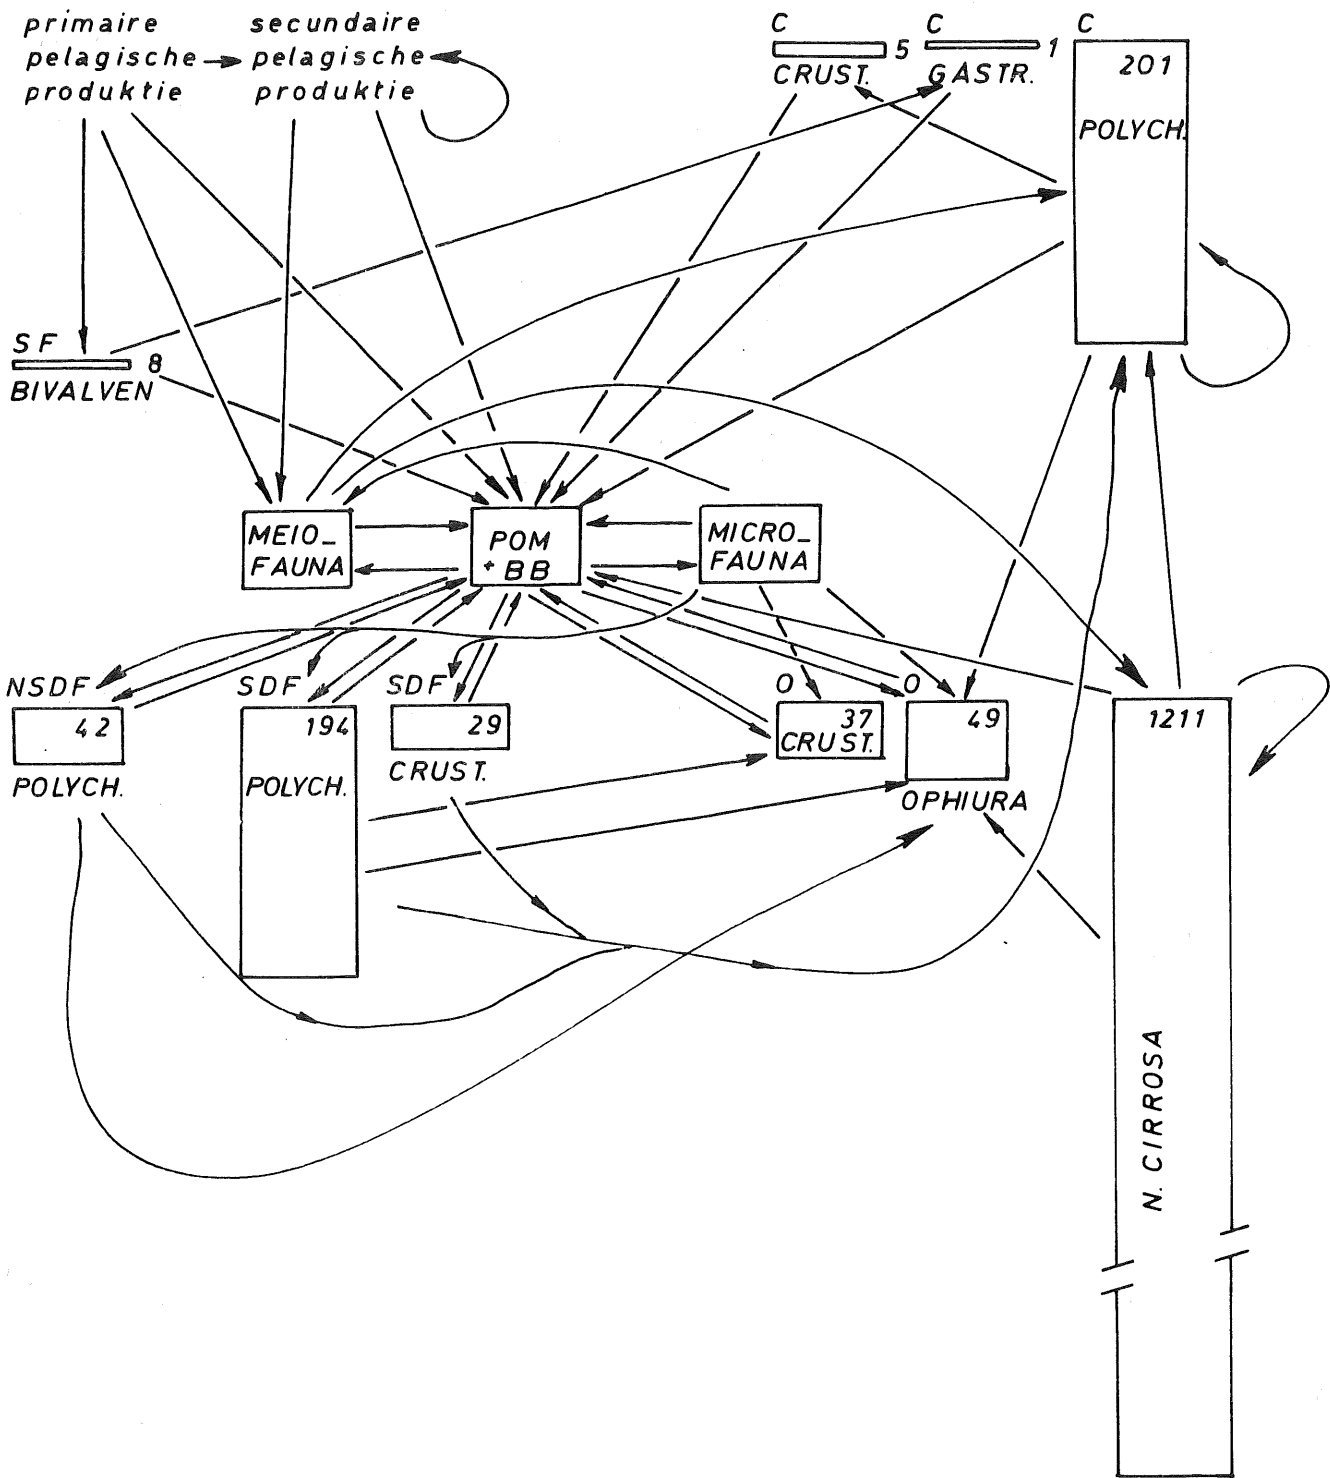 primaire
pelagische
produktie
secundaire
pelagische
produktie
C
5
CRUST.
C
1
GASTR.
C
201
POLYCH.
SF
8
BIVALVEN
MEIO_
FAUNA
POM
+ BB
MICRO_
FAUNA
NSDF
42
POLYCH.
SDF
194
POLYCH.
SDF
29
CRUST.
O
37
CRUST.
O
49
OPHIURA
1211
N. CIRROSA